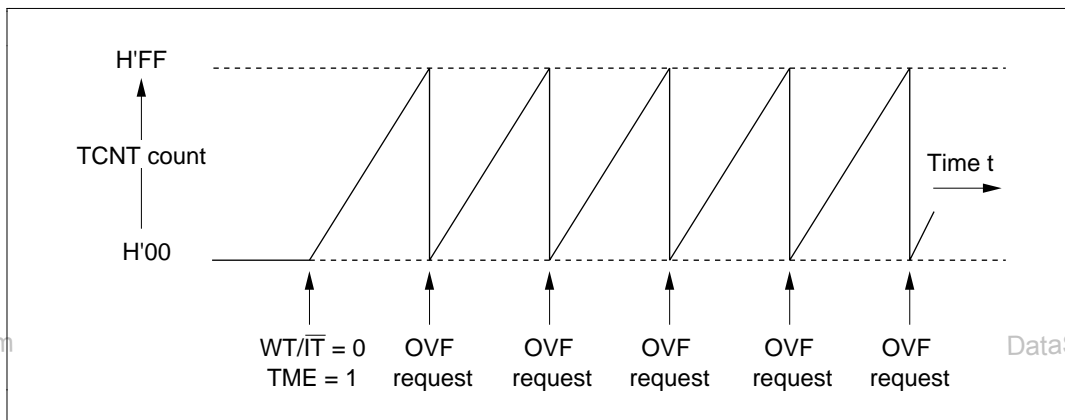 H'FF
TCNT count
Time t
H'00
WT/I̅T̅ = 0 OVF OVF OVF OVF OVF
TME = 1 request request request request request
m
Data